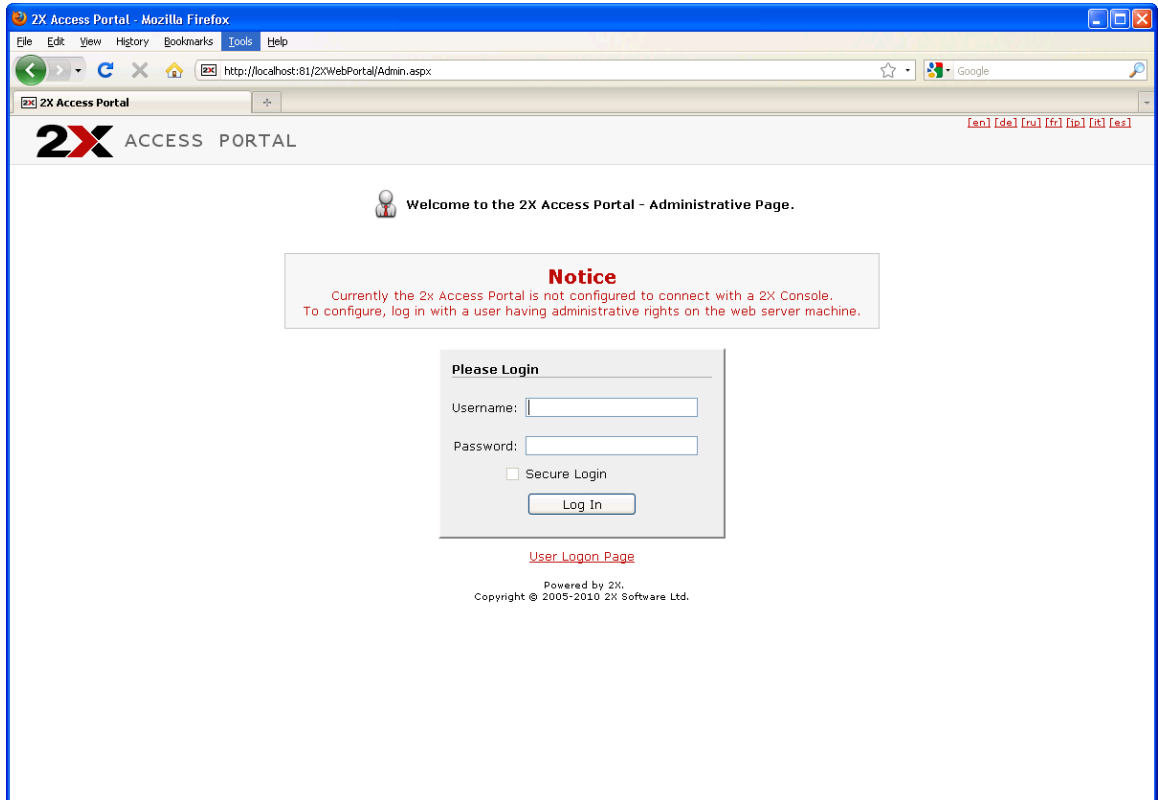 2X Access Portal - Mozilla Firefox
File Edit View History Bookmarks Tools Help
2X http://localhost:81/2XWebPortal/Admin.aspx Google
2X 2X Access Portal
[en] [de] [ru] [fr] [jp] [it] [es]
2X ACCESS PORTAL
Welcome to the 2X Access Portal - Administrative Page.
Notice
Currently the 2x Access Portal is not configured to connect with a 2X Console.
To configure, log in with a user having administrative rights on the web server machine.
Please Login
Username:
Password:
Secure Login
Log In
User Logon Page
Powered by 2X.
Copyright © 2005-2010 2X Software Ltd.